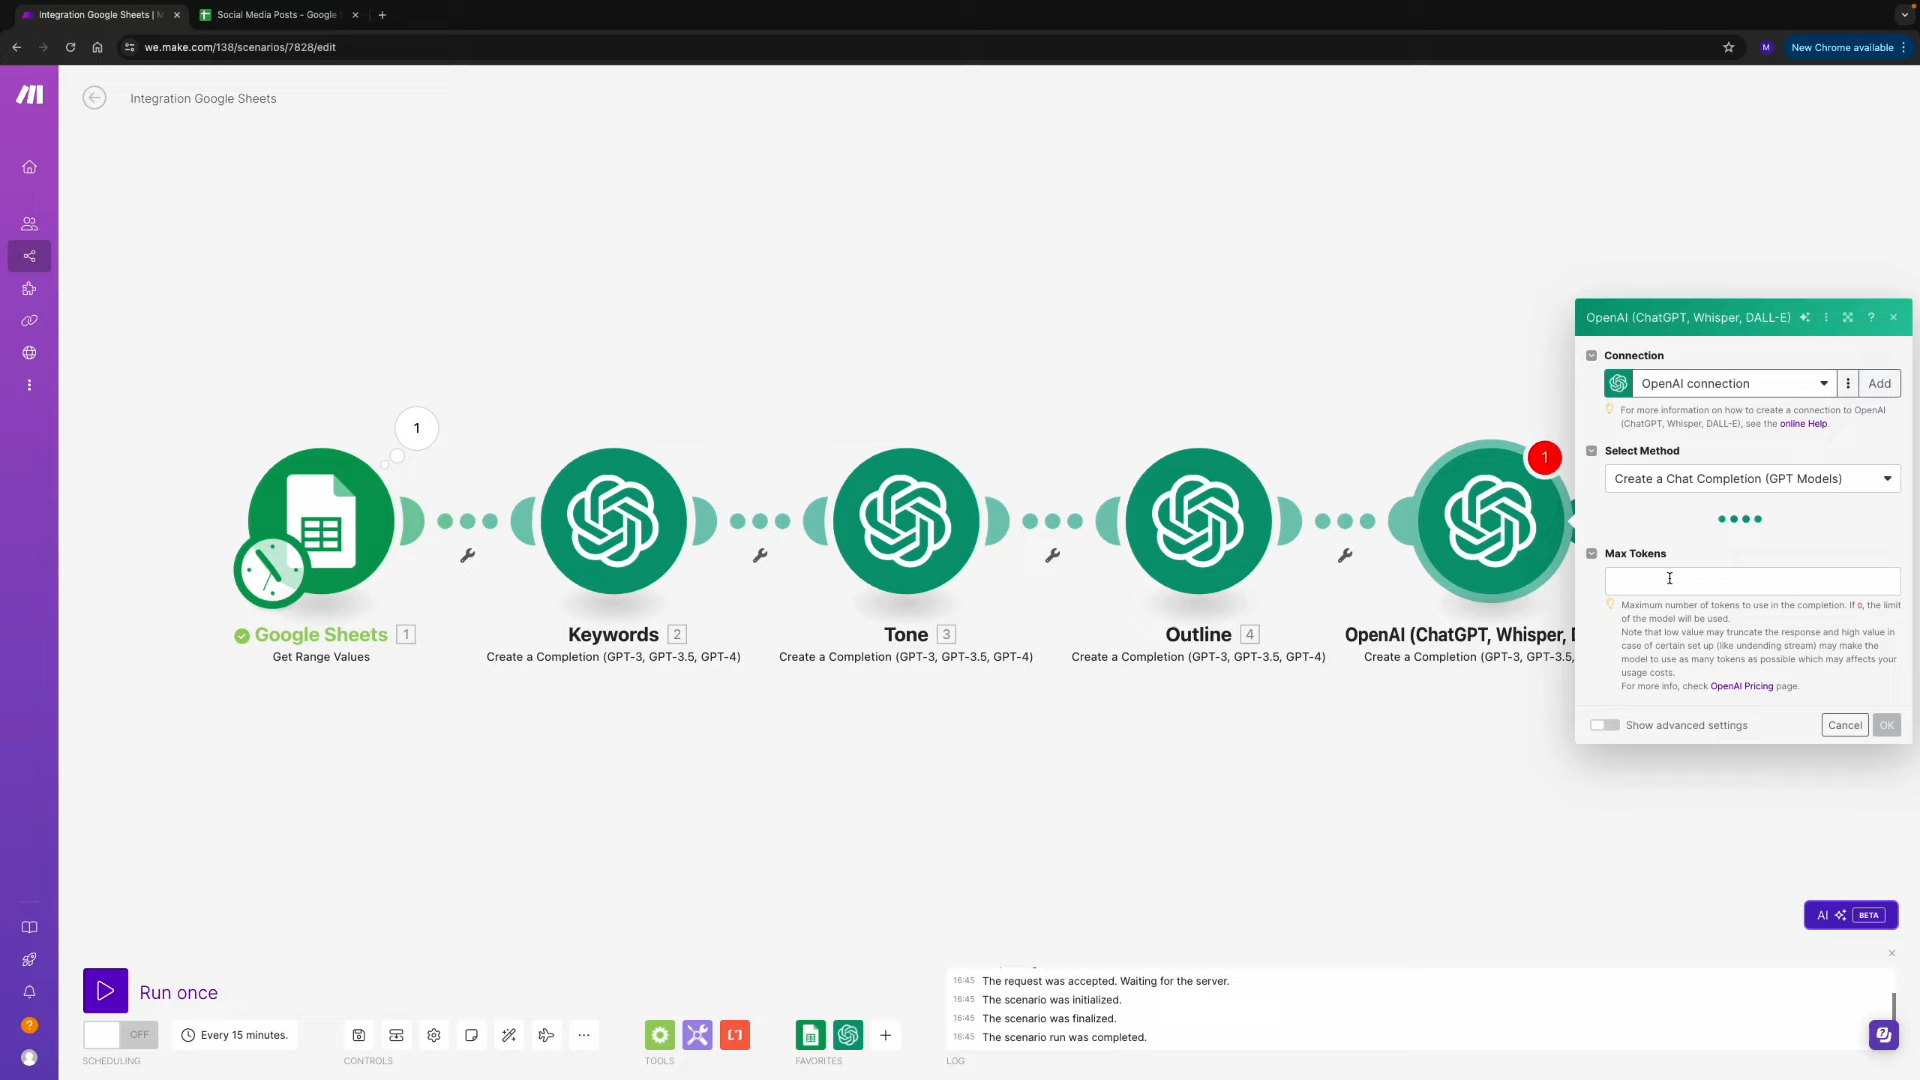 Integration Google Sheets | M
Social Media Posts - Google
we.make.com/138/scenarios/7828/edit
M
New Chrome available
Integration Google Sheets
1
1
OpenAI (ChatGPT, Whisper, DALL-E)
?
Connection
OpenAI connection
Add
For more information on how to create a connection to OpenAI
(ChatGPT, Whisper, DALL-E), see the online Help.
Select Method
Create a Chat Completion (GPT Models)
Max Tokens
Maximum number of tokens to use in the completion. If 0, the limit
of the model will be used.
Note that low value may truncate the response and high value in
case of certain set up (like undending stream) may make the
model to use as many tokens as possible which may affects your
usage costs.
For more info, check OpenAI Pricing page.
Show advanced settings
Cancel
OK
Google Sheets 1
Get Range Values
Keywords 2
Create a Completion (GPT-3, GPT-3.5, GPT-4)
Tone 3
Create a Completion (GPT-3, GPT-3.5, GPT-4)
Outline 4
Create a Completion (GPT-3, GPT-3.5, GPT-4)
OpenAI (ChatGPT, Whisper, D
Create a Completion (GPT-3, GPT-3.5,
AI BETA
Run once
OFF
Every 15 minutes.
SCHEDULING
CONTROLS
TOOLS
FAVORITES
LOG
16:45 The request was accepted. Waiting for the server.
16:45 The scenario was initialized.
16:45 The scenario was finalized.
16:45 The scenario run was completed.